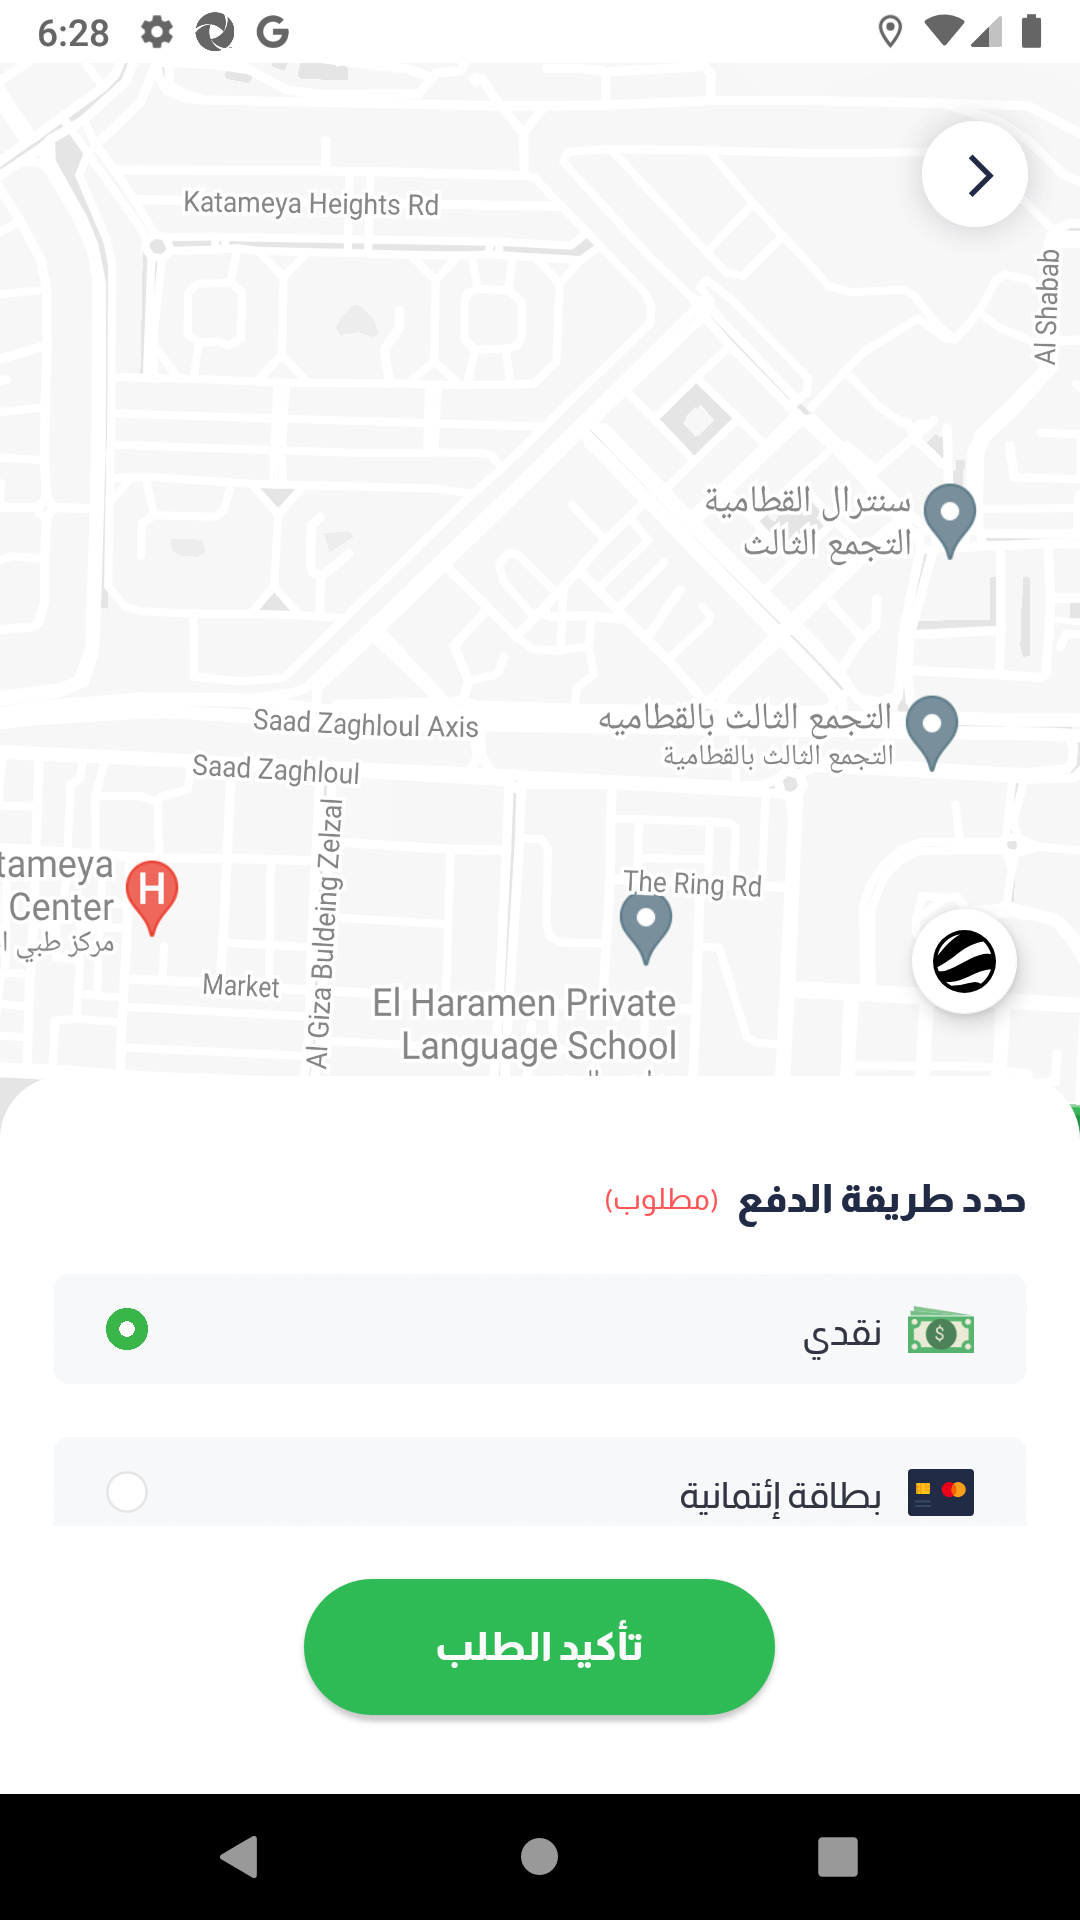 6:28
Katameya Heights Rd
Al Shabab
سنترال القطامية
التجمع الثالث
Saad Zaghloul Axis
التجمع الثالث بالقطاميه
التجمع الثالث بالقطامية
Saad Zaghloul
Al Giza Buldeing Zelzal
tameya
Center
مركز طبي ا
H
The Ring Rd
Market
El Haramen Private
Language School
حدد طريقة الدفع (مطلوب)
نقدي
بطاقة إئتمانية
تأكيد الطلب